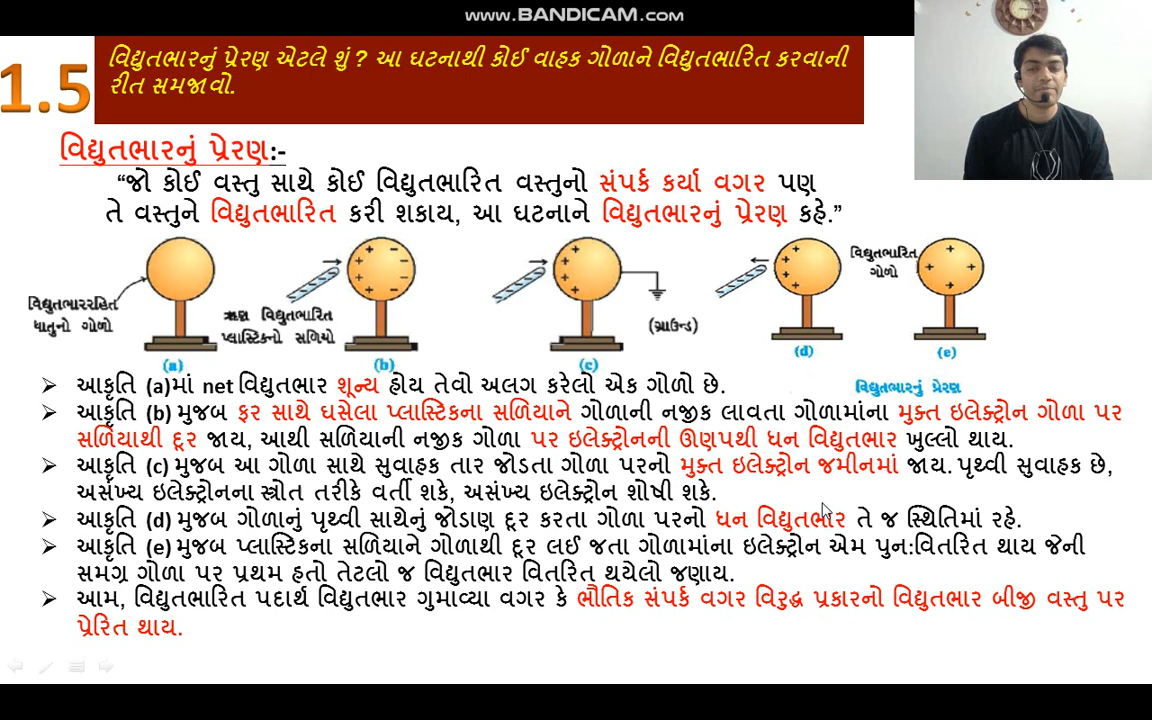 www.BANDICAM.com
1.5
વિદ્યુતભારનું પ્રેરણ એટલે શું ? આ ઘટનાથી કોઈ વાહક ગોળાને વિદ્યુતભારિત કરવાની
રીત સમજાવો.
વિદ્યુતભારનું પ્રેરણ:-
“જો કોઈ વસ્તુ સાથે કોઈ વિદ્યુતભારિત વસ્તુનો સંપર્ક કર્યા વગર પણ
તે વસ્તુને વિદ્યુતભારિત કરી શકાય, આ ઘટનાને વિદ્યુતભારનું પ્રેરણ કહે.”
વિદ્યુતભારરહિત
ધાતુનો ગોળો
(a)
ઋણ વિદ્યુતભારિત
પ્લાસ્ટિકનો સળિયો
(b)
(ગ્રાઉન્ડ)
(c)
(d)
વિદ્યુતભારિત
ગોળો
(e)
વિદ્યુતભારનું પ્રેરણ
➢ આકૃતિ (a)માં net વિદ્યુતભાર શૂન્ય હોય તેવો અલગ કરેલો એક ગોળો છે.
➢ આકૃતિ (b) મુજબ ફર સાથે ઘસેલા પ્લાસ્ટિકના સળિયાને ગોળાની નજીક લાવતા ગોળામાંના મુક્ત ઇલેક્ટ્રોન ગોળા પર
સળિયાથી દૂર જાય, આથી સળિયાની નજીક ગોળા પર ઇલેક્ટ્રોનની ઊણપથી ધન વિદ્યુતભાર ખુલ્લો થાય.
➢ આકૃતિ (c) મુજબ આ ગોળા સાથે સુવાહક તાર જોડતા ગોળા પરનો મુક્ત ઇલેક્ટ્રોન જમીનમાં જાય. પૃથ્વી સુવાહક છે,
અસંખ્ય ઇલેક્ટ્રોનના સ્ત્રોત તરીકે વર્તી શકે, અસંખ્ય ઇલેક્ટ્રોન શોષી શકે.
➢ આકૃતિ (d) મુજબ ગોળાનું પૃથ્વી સાથેનું જોડાણ દૂર કરતા ગોળા પરનો ધન વિદ્યુતભાર તે જ સ્થિતિમાં રહે.
➢ આકૃતિ (e) મુજબ પ્લાસ્ટિકના સળિયાને ગોળાથી દૂર લઈ જતા ગોળામાંના ઇલેક્ટ્રોન એમ પુન:વિતરિત થાય જેની
સમગ્ર ગોળા પર પ્રથમ હતો તેટલો જ વિદ્યુતભાર વિતરિત થયેલો જણાય.
➢ આમ, વિદ્યુતભારિત પદાર્થ વિદ્યુતભાર ગુમાવ્યા વગર કે ભૌતિક સંપર્ક વગર વિરુદ્ધ પ્રકારનો વિદ્યુતભાર બીજી વસ્તુ પર
પ્રેરિત થાય.